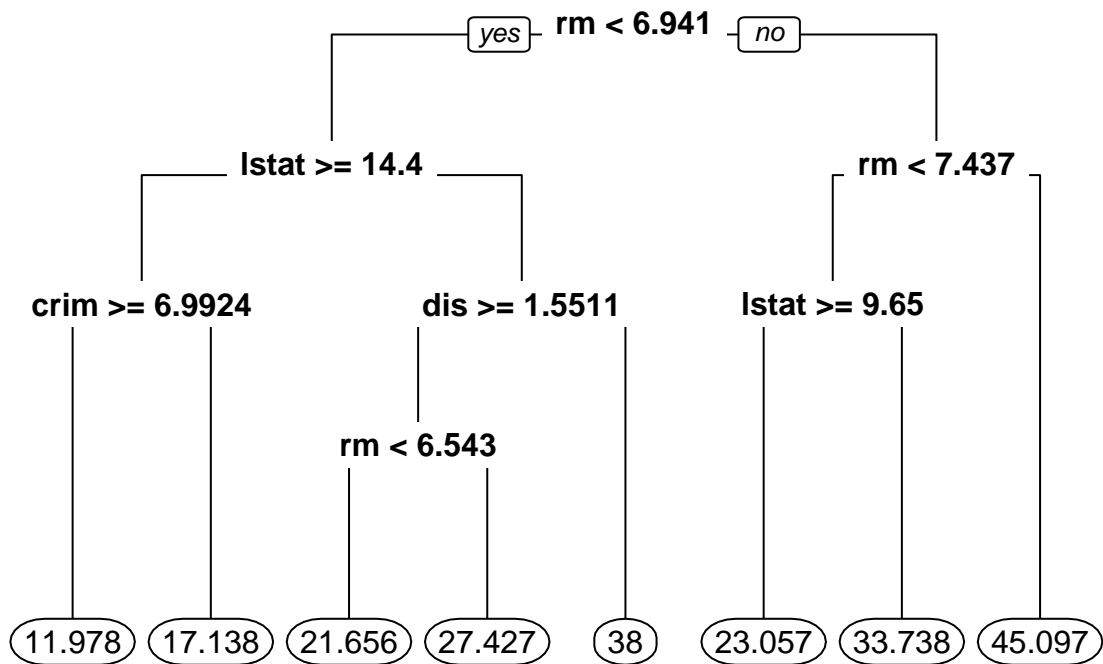 yes rm < 6.941 no
lstat >= 14.4 rm < 7.437
crim >= 6.9924 dis >= 1.5511 lstat >= 9.65
rm < 6.543
11.978 17.138 21.656 27.427 38 23.057 33.738 45.097